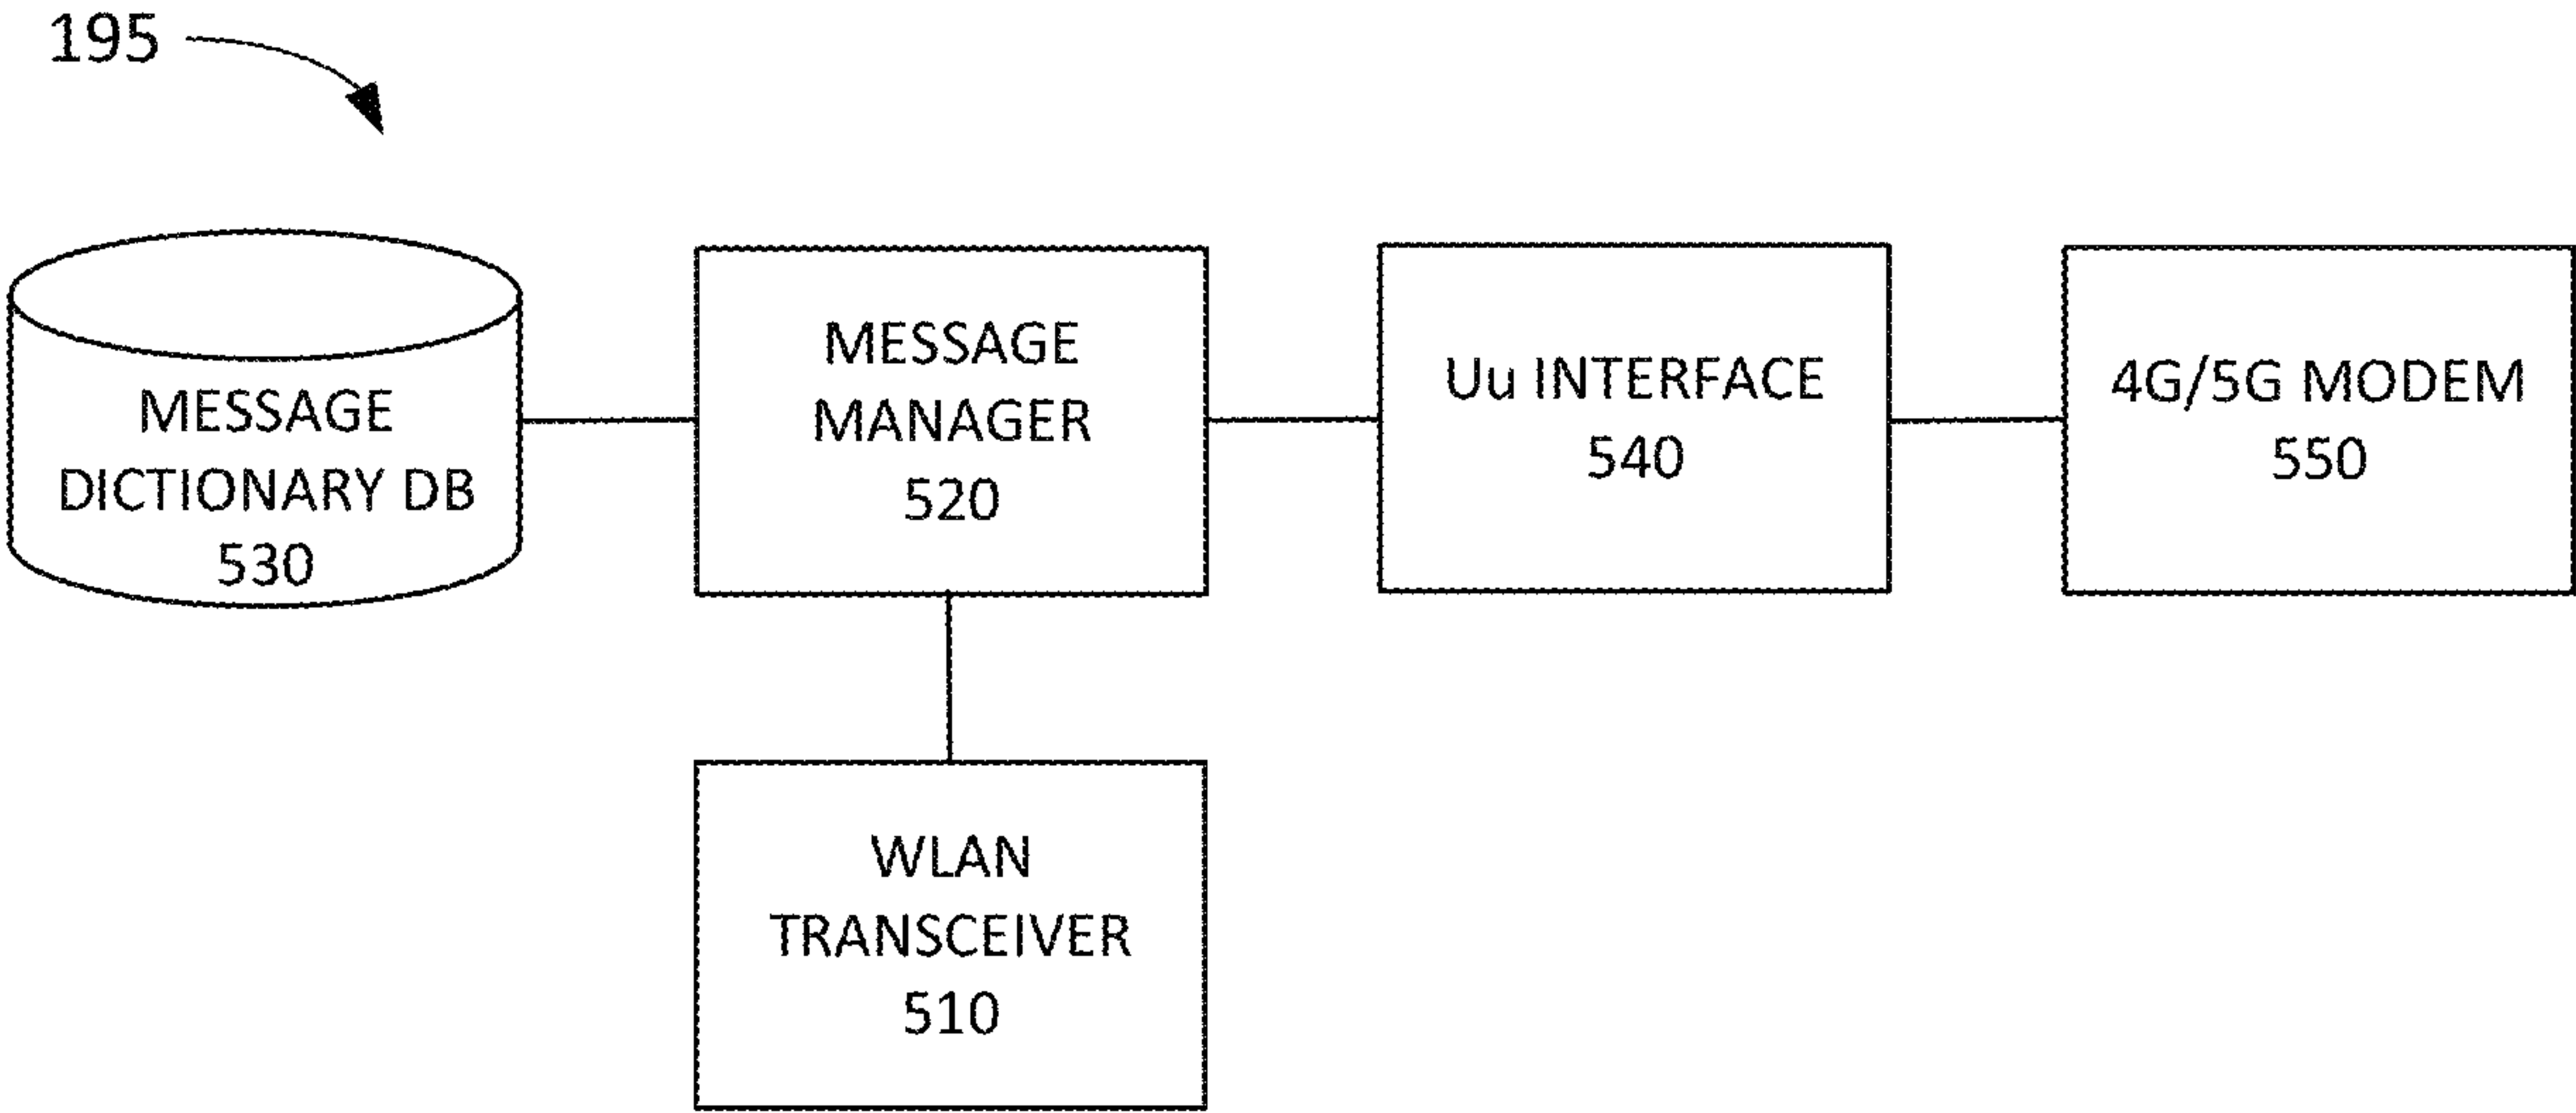 195
MESSAGE
DICTIONARY DB
530
MESSAGE
MANAGER
520
Uu INTERFACE
540
4G/5G MODEM
550
WLAN
TRANSCEIVER
510